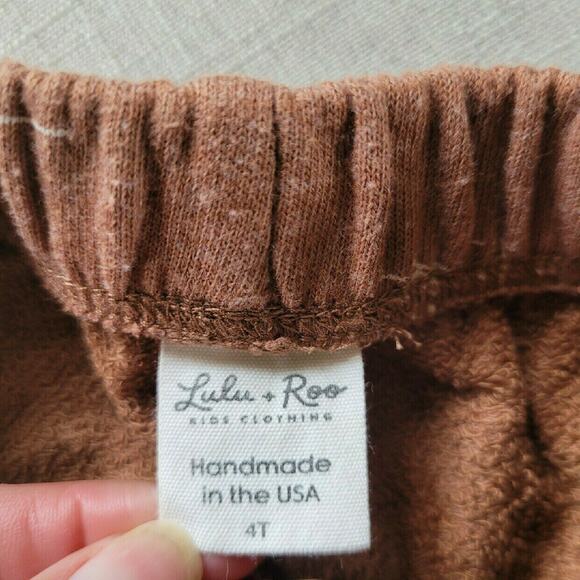 Lulu + Roo
KIDS CLOTHING
Handmade
in the USA
4T